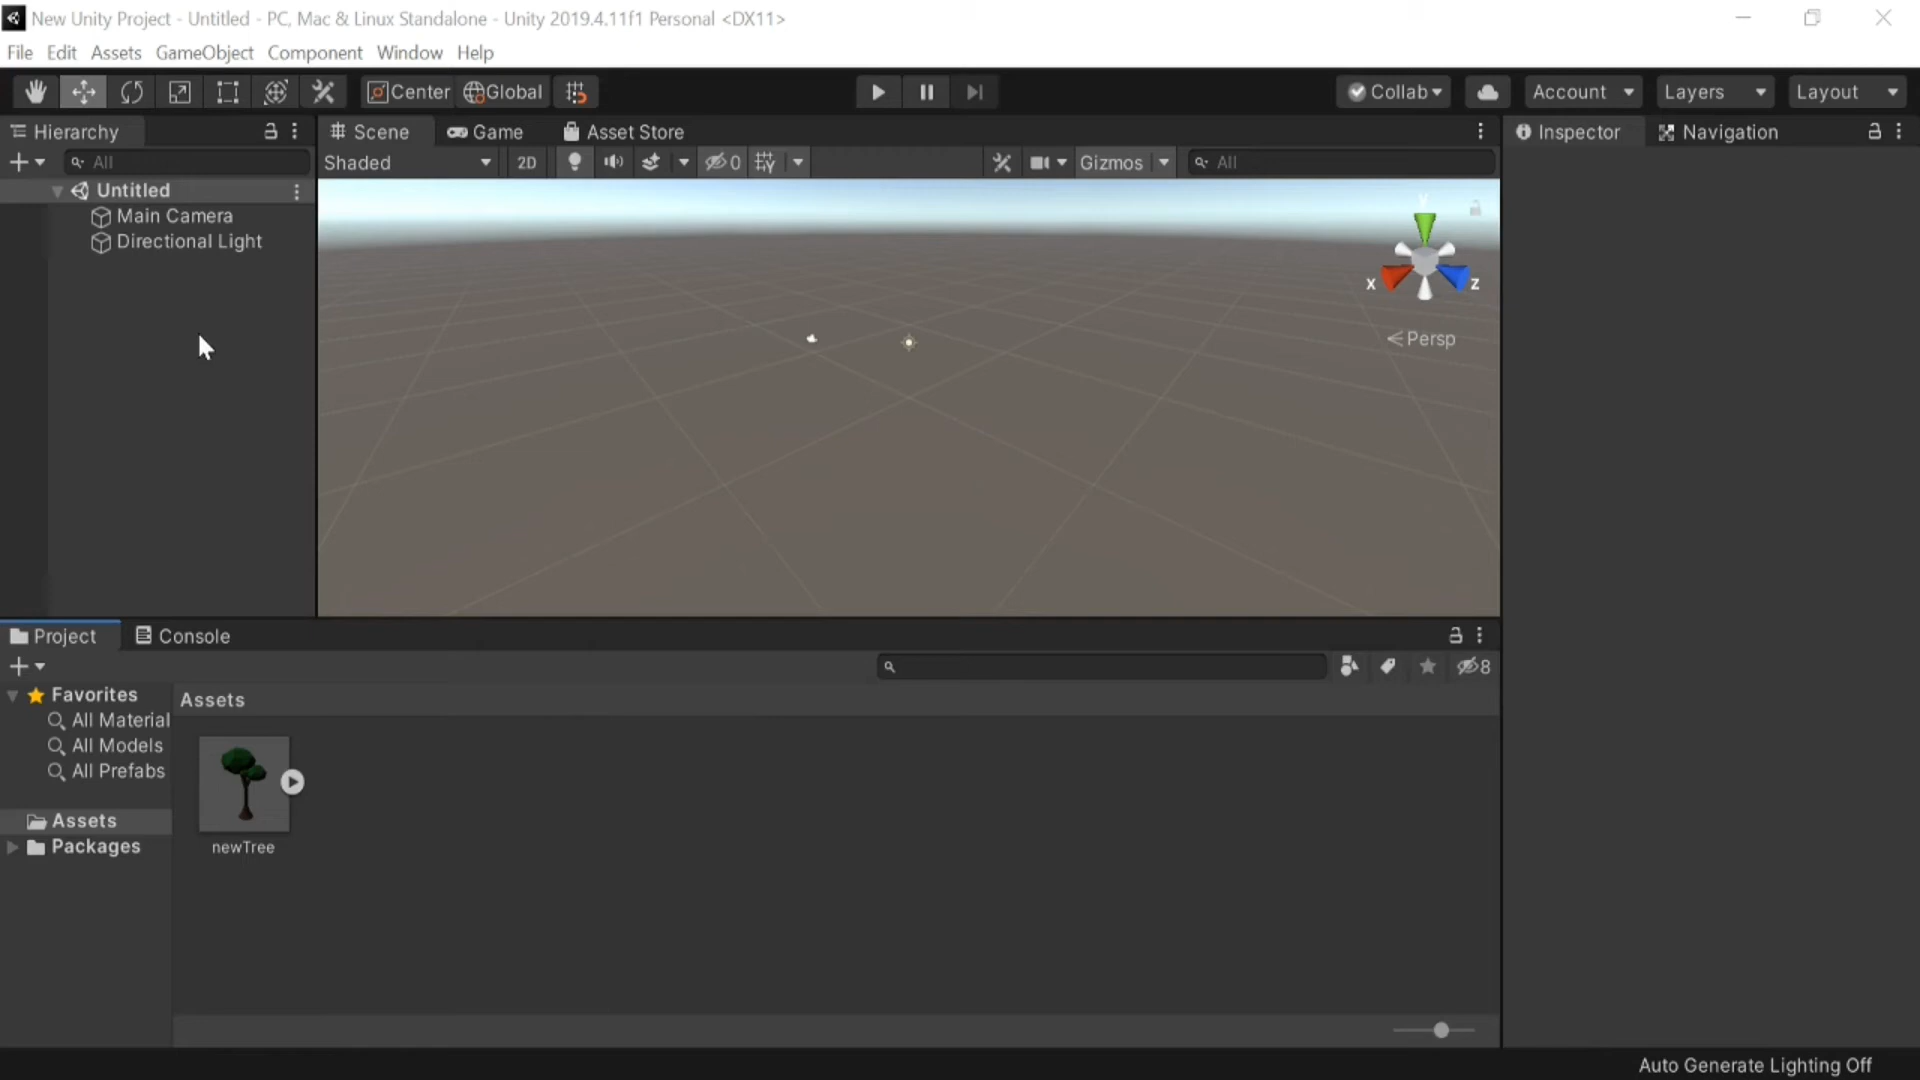 New Unity Project - Untitled - PC, Mac & Linux Standalone - Unity 2019.4.11f1 Personal <DX11>
File Edit Assets GameObject Component Window Help
Center Global Collab Account Layers Layout
Hierarchy Scene Game Asset Store Inspector Navigation
All Shaded 2D 0 Gizmos All
Untitled
Main Camera
Directional Light
y
x z
Persp
Project Console
8
Favorites
Assets
All Material
All Models
All Prefabs
Assets
Packages
newTree
Auto Generate Lighting Off